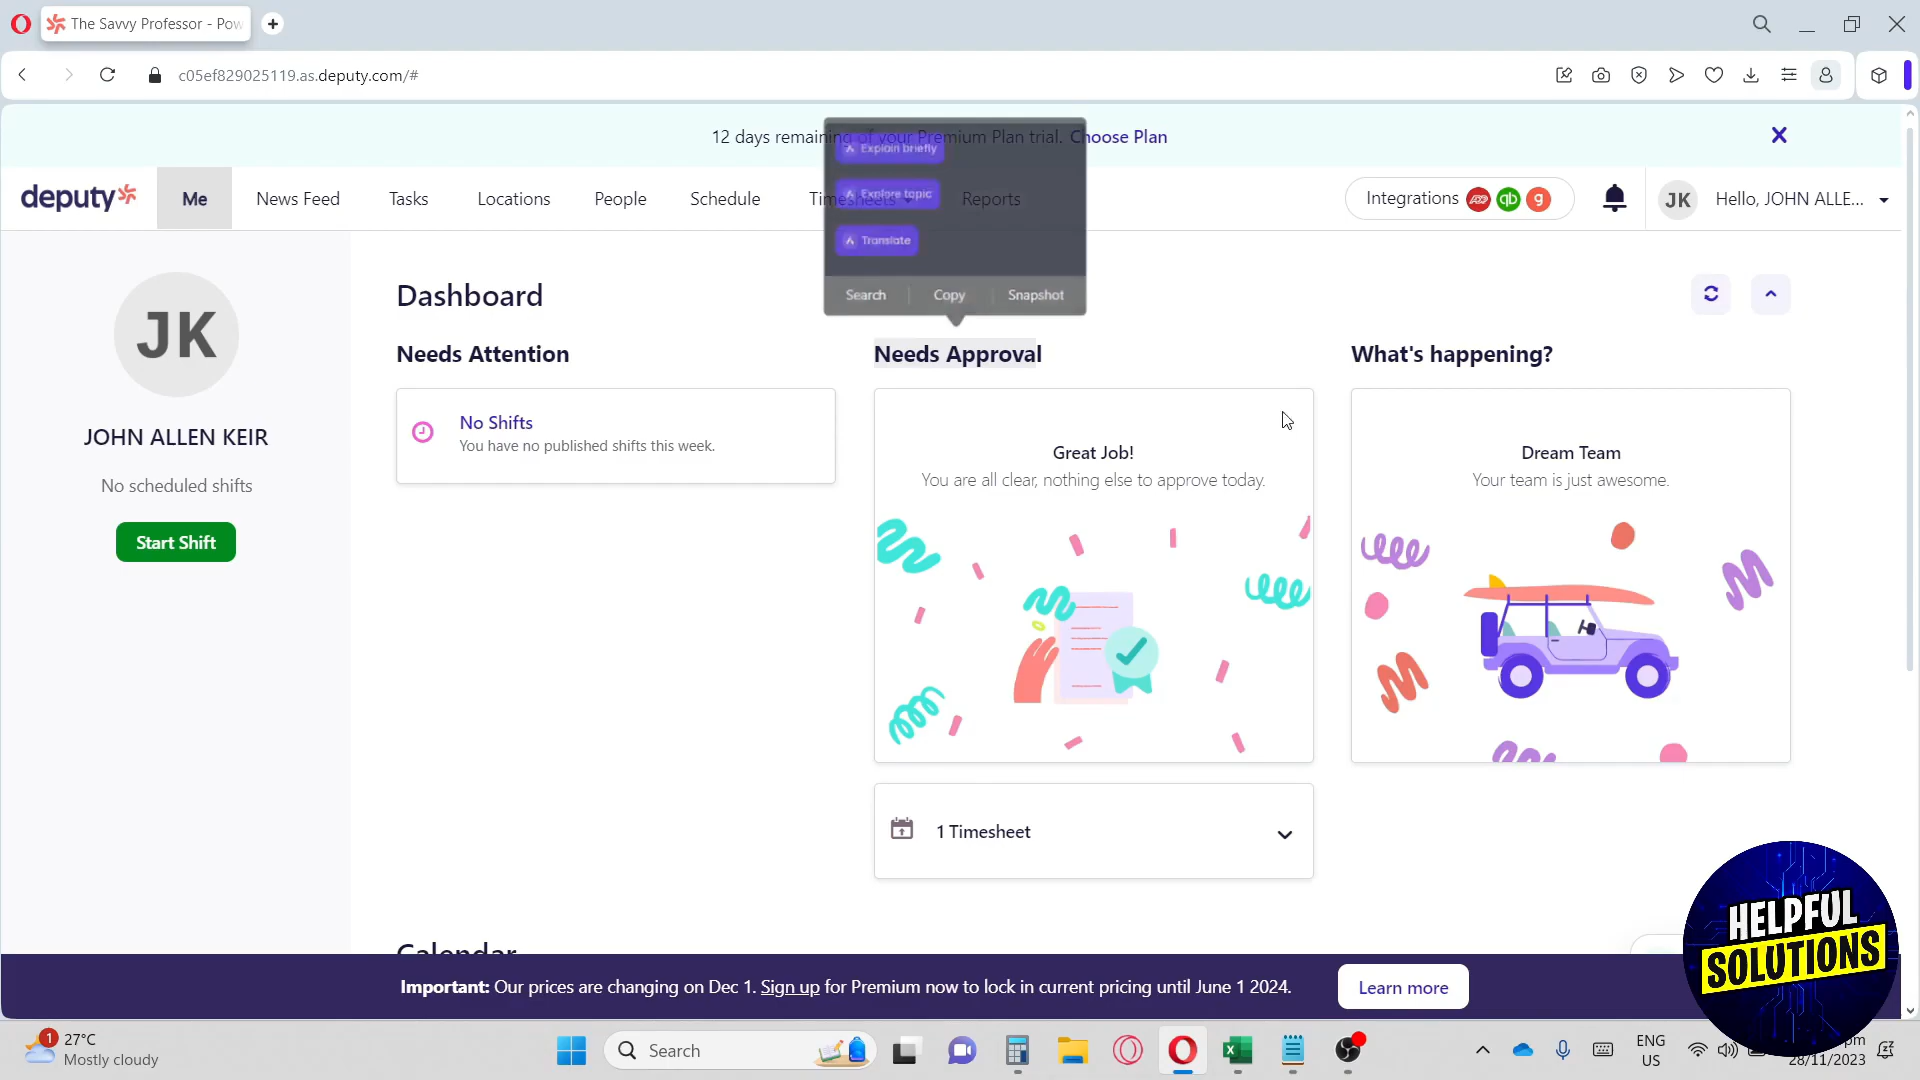 The Savvy Professor - Pow
c05ef829025119.as.deputy.com/#
12 days remaining of your Premium Plan trial. Choose Plan
deputy
Me
News Feed
Tasks
Locations
People
Schedule
Timesheets
Reports
Integrations
qb
g
JK
Hello, JOHN ALLE...
Explain briefly
Explore topic
Translate
Search
Copy
Snapshot
JK
JOHN ALLEN KEIR
No scheduled shifts
Start Shift
Dashboard
Needs Attention
No Shifts
You have no published shifts this week.
Needs Approval
Great Job!
You are all clear, nothing else to approve today.
1 Timesheet
What's happening?
Dream Team
Your team is just awesome.
Calendar
Important: Our prices are changing on Dec 1. Sign up for Premium now to lock in current pricing until June 1 2024.
Learn more
HELPFUL
SOLUTIONS
1
27°C
Mostly cloudy
Search
ENG
US
pm
28/11/2023